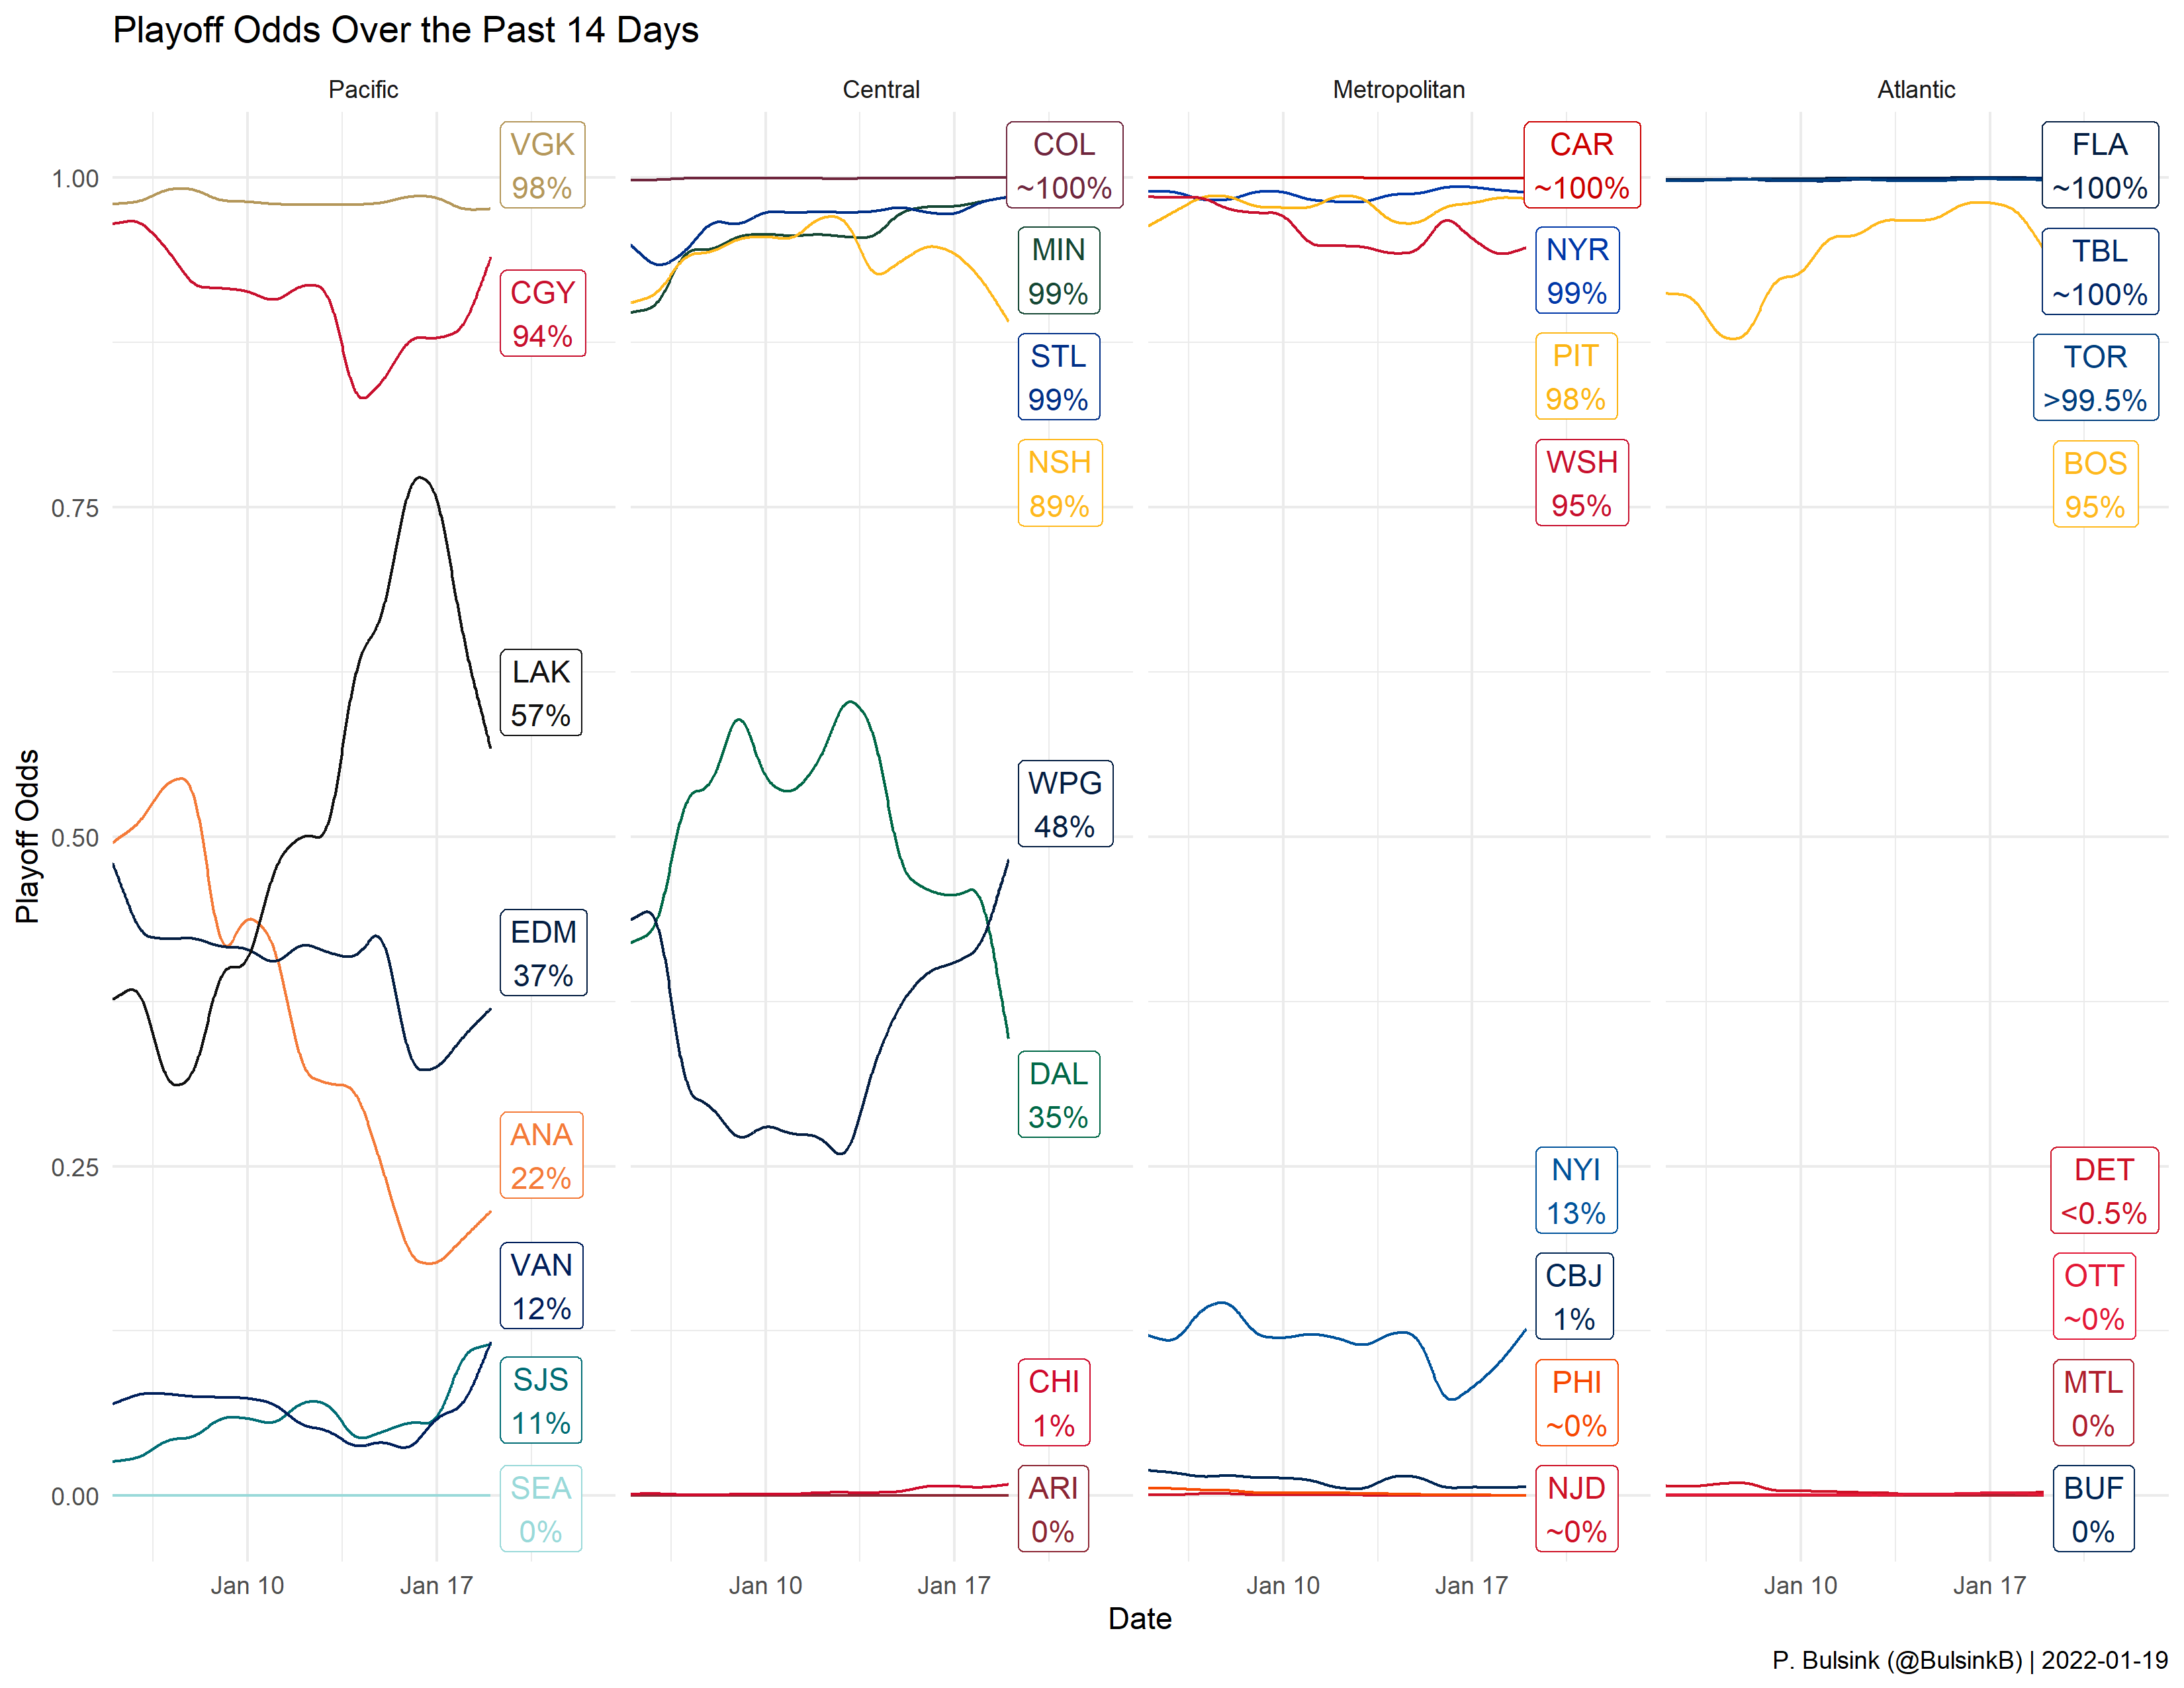 Playoff Odds Over the Past 14 Days
Pacific
Central
Metropolitan
Atlantic
Playoff Odds
1.00
0.75
0.50
0.25
0.00
VGK
98%
CGY
94%
LAK
57%
EDM
37%
ANA
22%
VAN
12%
SJS
11%
SEA
0%
COL
~100%
MIN
99%
STL
99%
NSH
89%
WPG
48%
DAL
35%
CHI
1%
ARI
0%
CAR
~100%
NYR
99%
PIT
98%
WSH
95%
NYI
13%
CBJ
1%
PHI
~0%
NJD
~0%
FLA
~100%
TBL
~100%
TOR
>99.5%
BOS
95%
DET
<0.5%
OTT
~0%
MTL
0%
BUF
0%
Jan 10
Jan 17
Jan 10
Jan 17
Jan 10
Jan 17
Jan 10
Jan 17
Date
P. Bulsink (@BulsinkB) | 2022-01-19